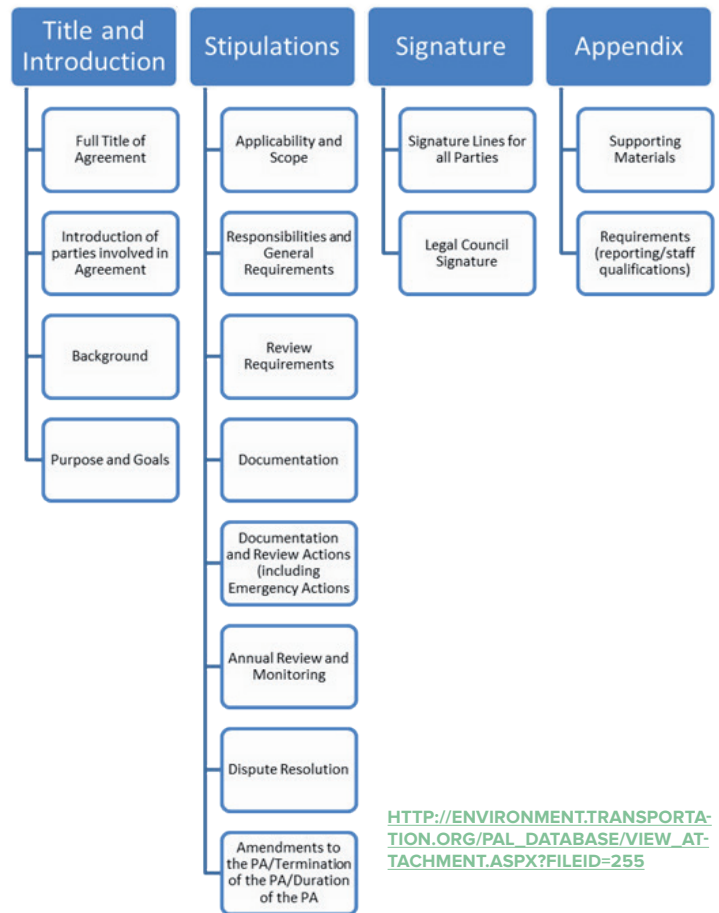 Title and
Introduction
Full Title of
Agreement
Introduction of
parties involved in
Agreement
Background
Purpose and Goals
Stipulations
Applicability and
Scope
Responsibilities and
General
Requirements
Review
Requirements
Documentation
Documentation
and Review Actions
(including
Emergency Actions
Annual Review and
Monitoring
Dispute Resolution
Amendments to
the PA/Termination
of the PA/Duration
of the PA
Signature
Signature Lines for
all Parties
Legal Council
Signature
Appendix
Supporting
Materials
Requirements
(reporting/staff
qualifications)
HTTP://ENVIRONMENT.TRANSPORTA-
TION.ORG/PAL_DATABASE/VIEW_AT-
TACHMENT.ASPX?FILEID=255